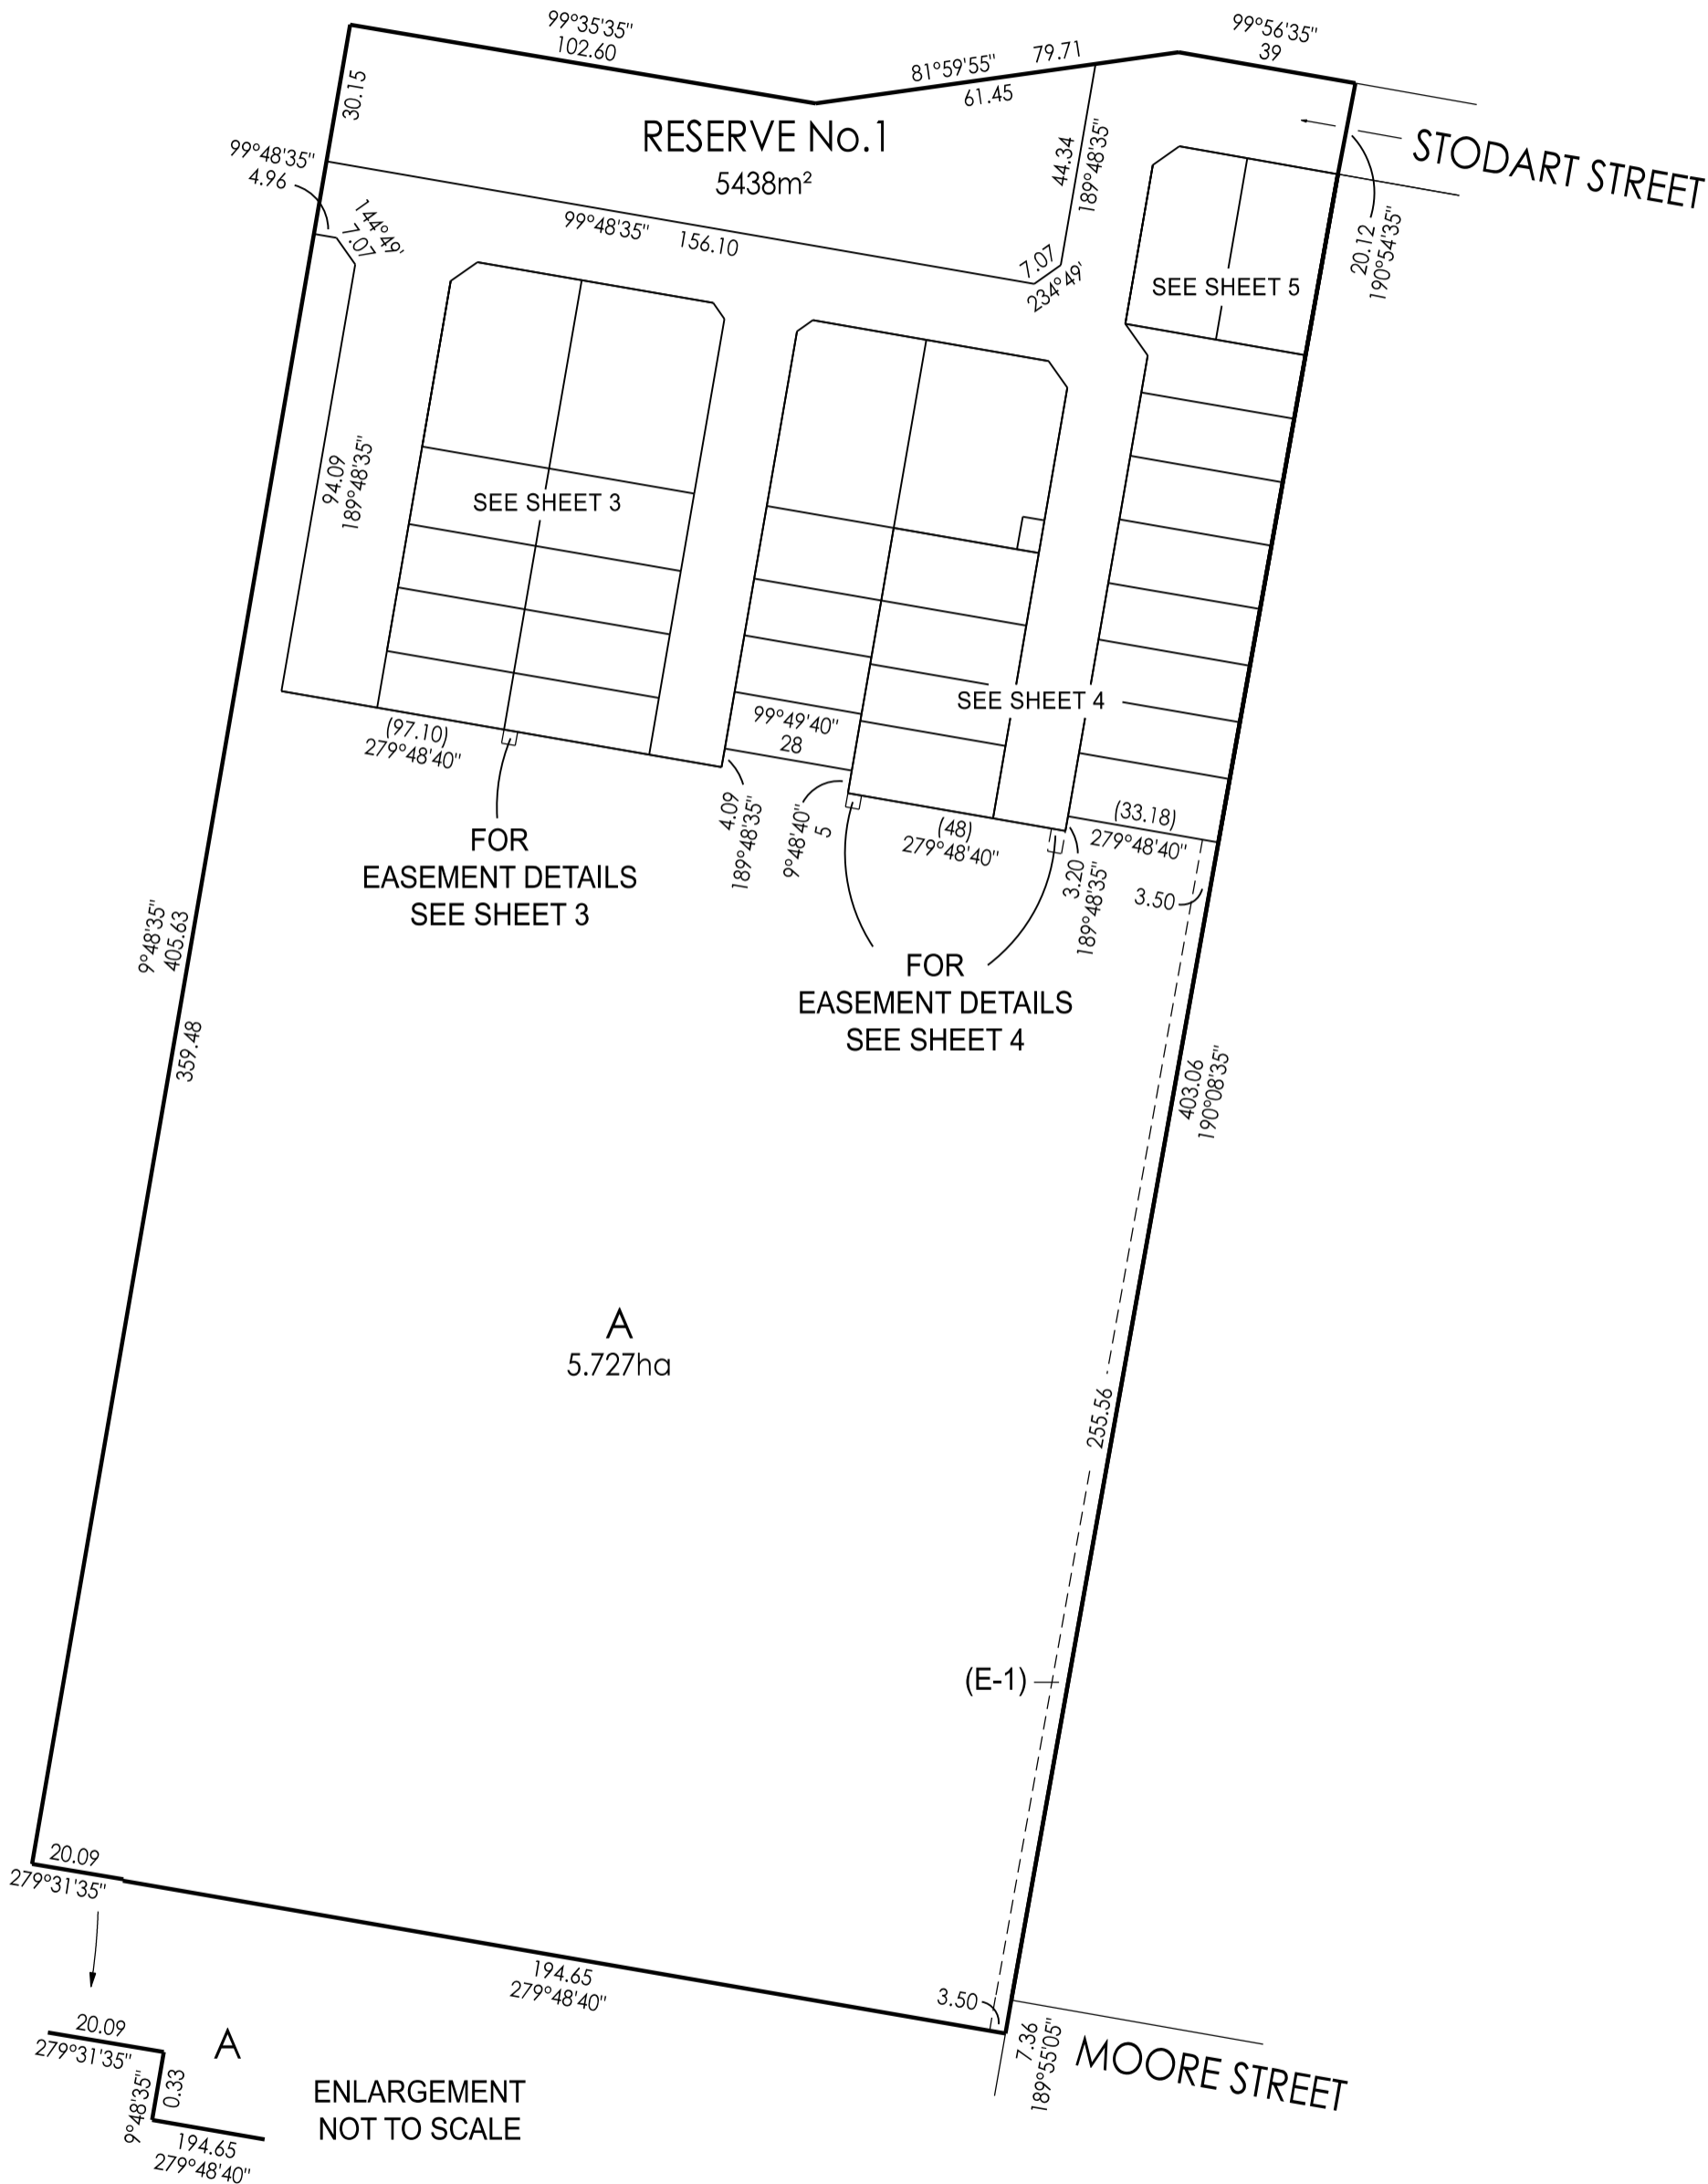 99°35'35"
102.60
99°56'35"
39
79.71
81°59'55"
61.45
30.15
RESERVE No.1
5438m²
44.34
189°48'35"
STODART STREET
99°48'35"
4.96
144°49'
7.07
99°48'35" 156.10
7.07
234°49'
20.12
190°54'35"
SEE SHEET 5
94.09
189°48'35"
SEE SHEET 3
SEE SHEET 4
99°49'40"
28
(97.10)
279°48'40"
4.09
189°48'35"
9°48'40"
5
(48)
279°48'40"
(33.18)
279°48'40"
3.20
189°48'35"
3.50
FOR
EASEMENT DETAILS
SEE SHEET 3
FOR
EASEMENT DETAILS
SEE SHEET 4
9°48'35"
405.63
359.48
403.06
190°08'35"
A
5.727ha
255.56
(E-1)
20.09
279°31'35"
194.65
279°48'40"
3.50
7.36
189°55'05"
MOORE STREET
20.09
279°31'35"
A
9°48'35"
0.33
194.65
279°48'40"
ENLARGEMENT
NOT TO SCALE